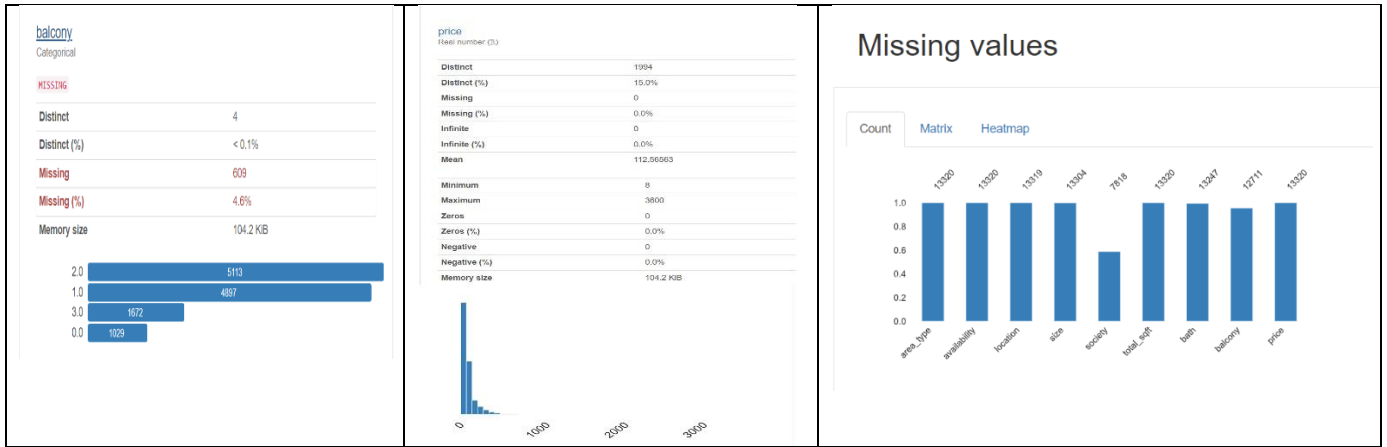 balcony
Categorical
MISSING
Distinct 4
Distinct (%) < 0.1%
Missing 609
Missing (%) 4.6%
Memory size 104.2 KiB
2.0 5113
1.0 4897
3.0 1672
0.0 1029
price
Real number (ℝ)
Distinct 1994
Distinct (%) 15.0%
Missing 0
Missing (%) 0.0%
Infinite 0
Infinite (%) 0.0%
Mean 112.56563
Minimum 8
Maximum 3600
Zeros 0
Zeros (%) 0.0%
Negative 0
Negative (%) 0.0%
Memory size 104.2 KiB
0 1000 2000 3000
Missing values
Count Matrix Heatmap
13320 13320 13319 13304 7818 13320 13247 12711 13320
1.0
0.8
0.6
0.4
0.2
0.0
area_type availability location size society total_sqft bath balcony price